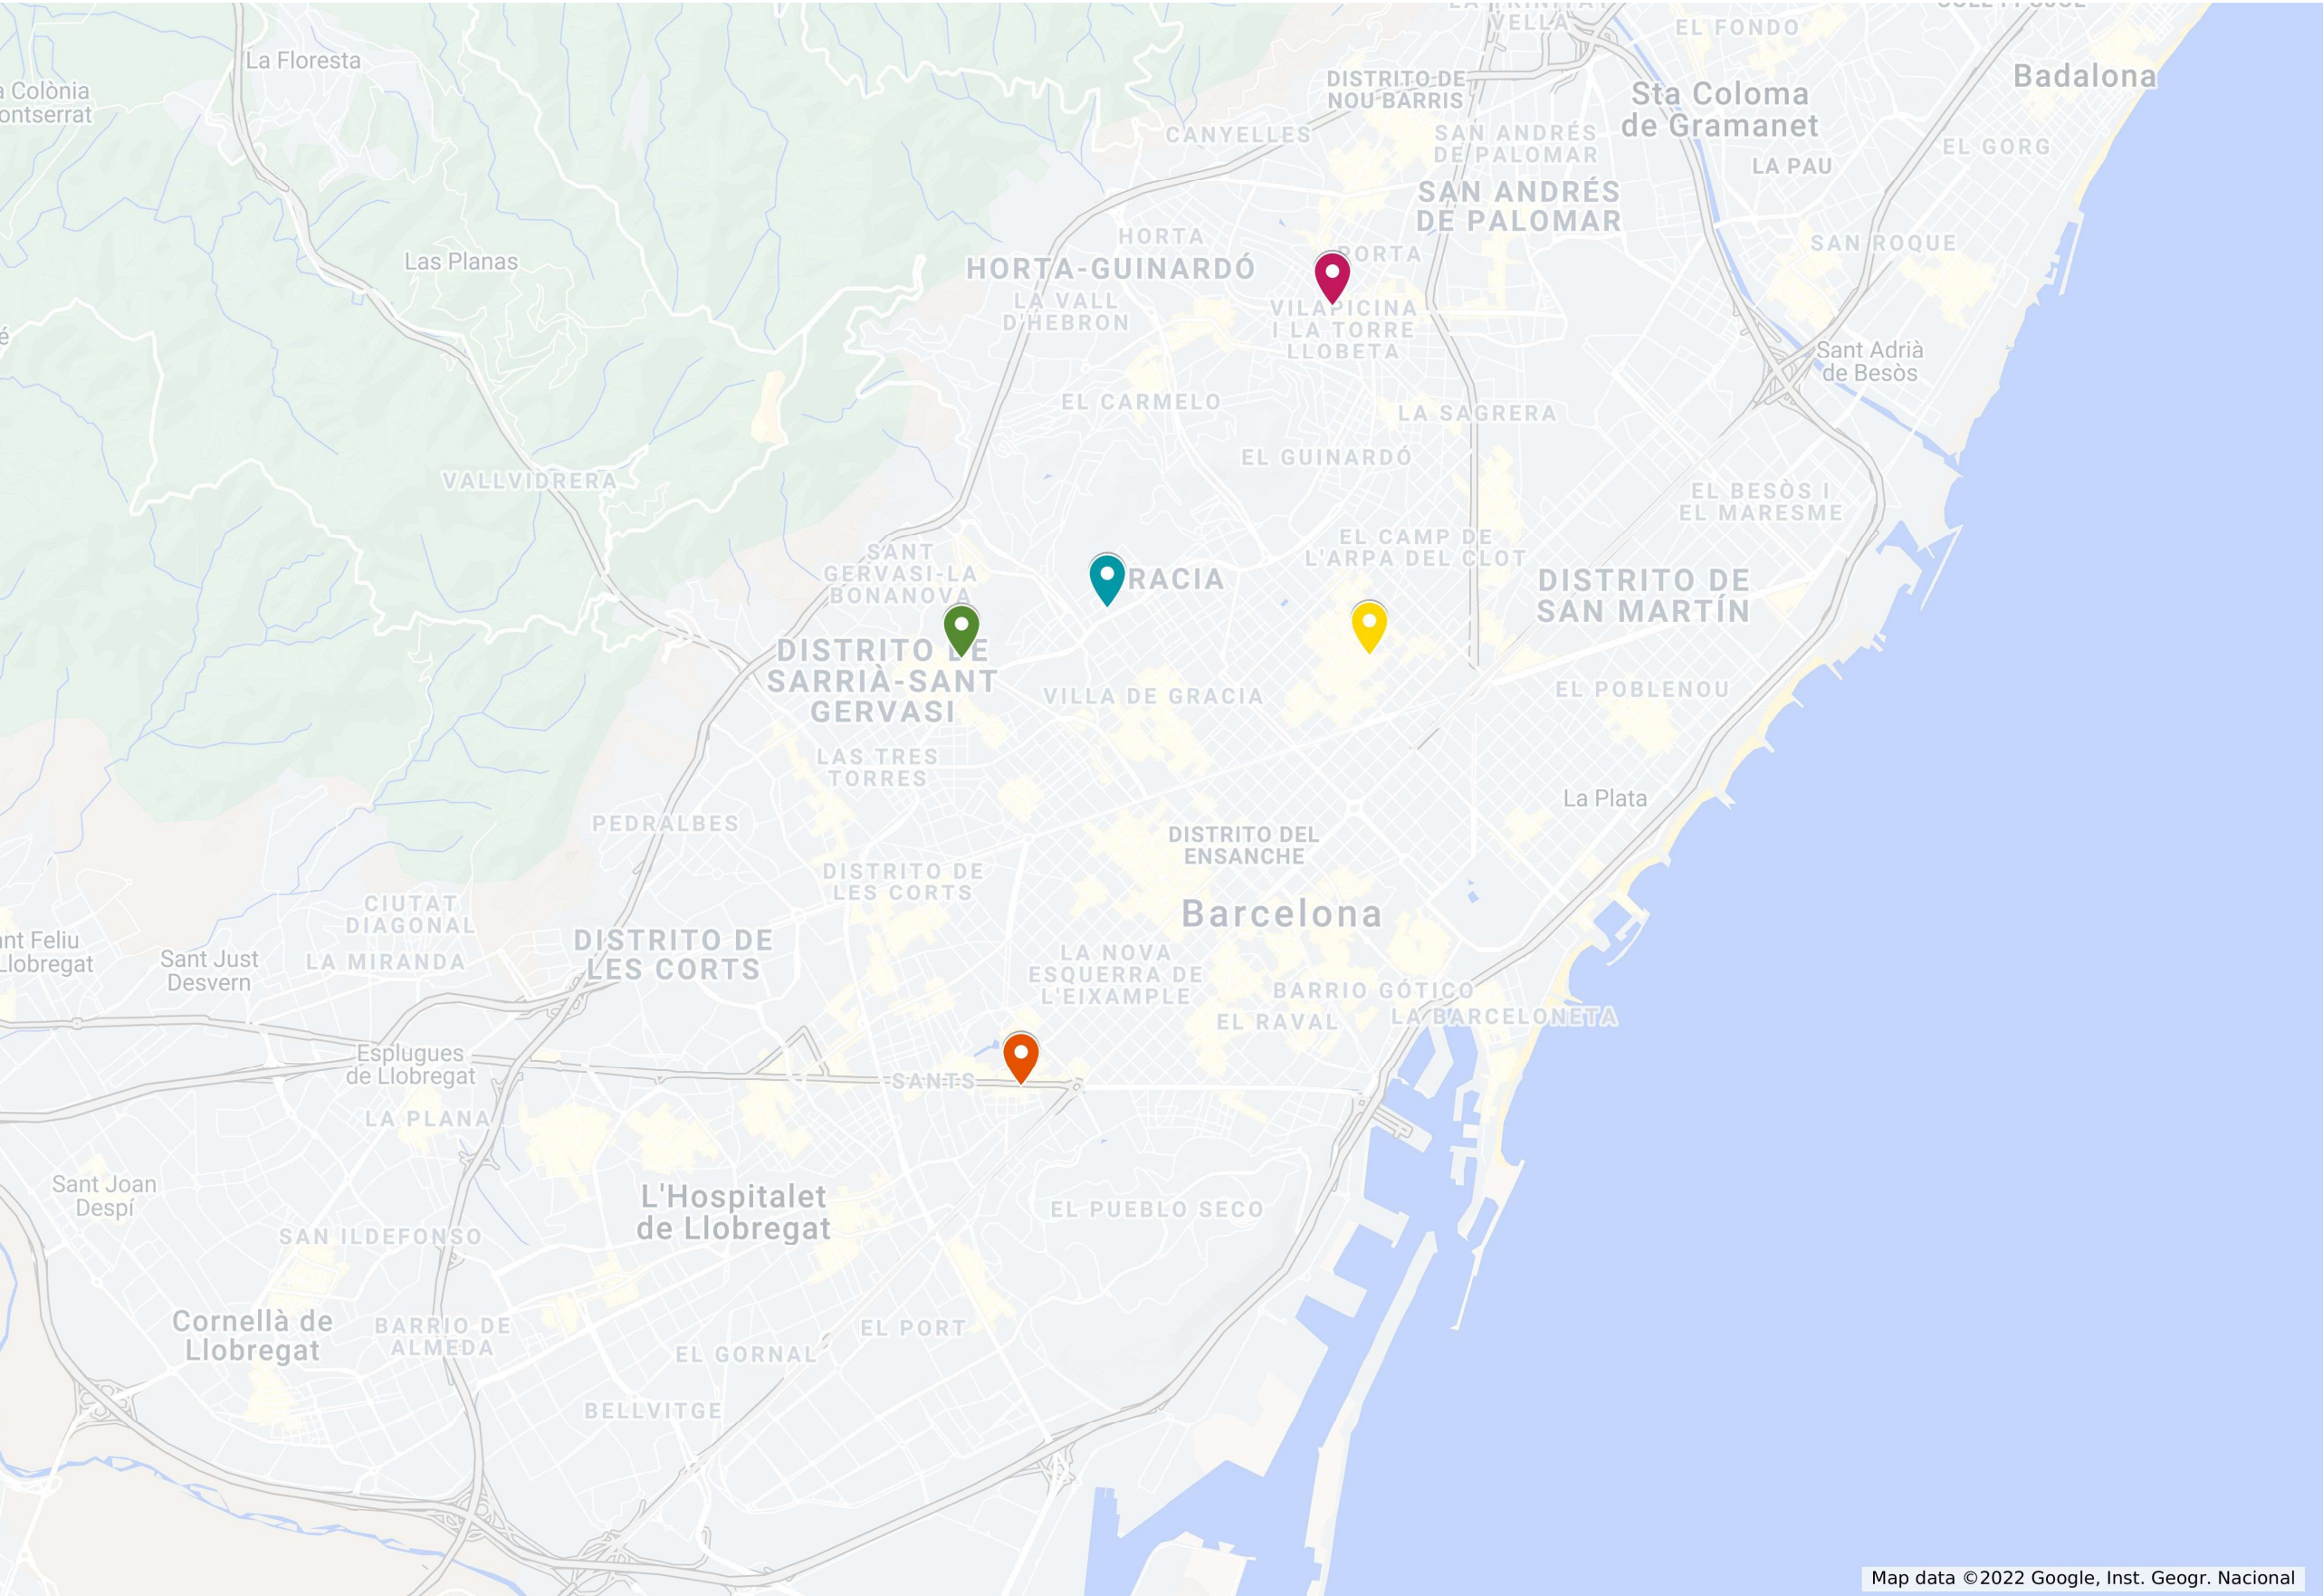 VELLA
EL FONDO
La Floresta
DISTRITO DE
NOU BARRIS
Sta Coloma
de Gramanet
Badalona
a Colònia
ontserrat
CANYELLES
SAN ANDRÉS
DE PALOMAR
LA PAU
EL GORG
SAN ANDRÉS
DE PALOMAR
HORTA
PORTA
SAN ROQUE
Las Planas
HORTA-GUINARDÓ
LA VALL
D'HEBRON
VILAPICINA
I LA TORRE
LLOBETA
é
Sant Adrià
de Besòs
EL CARMELO
LA SAGRERA
EL GUINARDÓ
VALLVIDRERA
EL BESÒS I
EL MARESME
SANT
GERVASI-LA
BONANOVA
EL CAMP DE
L'ARPA DEL CLOT
RACIA
DISTRITO DE
SAN MARTÍN
DISTRITO DE
SARRIÀ-SANT
GERVASI
VILLA DE GRACIA
EL POBLENOU
LAS TRES
TORRES
La Plata
PEDRALBES
DISTRITO DEL
ENSANCHE
DISTRITO DE
LES CORTS
CIUTAT
DIAGONAL
Barcelona
ant Feliu
Llobregat
Sant Just
Desvern
LA MIRANDA
DISTRITO DE
LES CORTS
LA NOVA
ESQUERRA DE
L'EIXAMPLE
BARRIO GÓTICO
EL RAVAL
LA BARCELONETA
Esplugues
de Llobregat
SANTS
LA PLANA
Sant Joan
Despí
L'Hospitalet
de Llobregat
EL PUEBLO SECO
SAN ILDEFONSO
Cornellà de
Llobregat
BARRIO DE
ALMEDA
EL PORT
EL GORNAL
BELLVITGE
Map data ©2022 Google, Inst. Geogr. Nacional